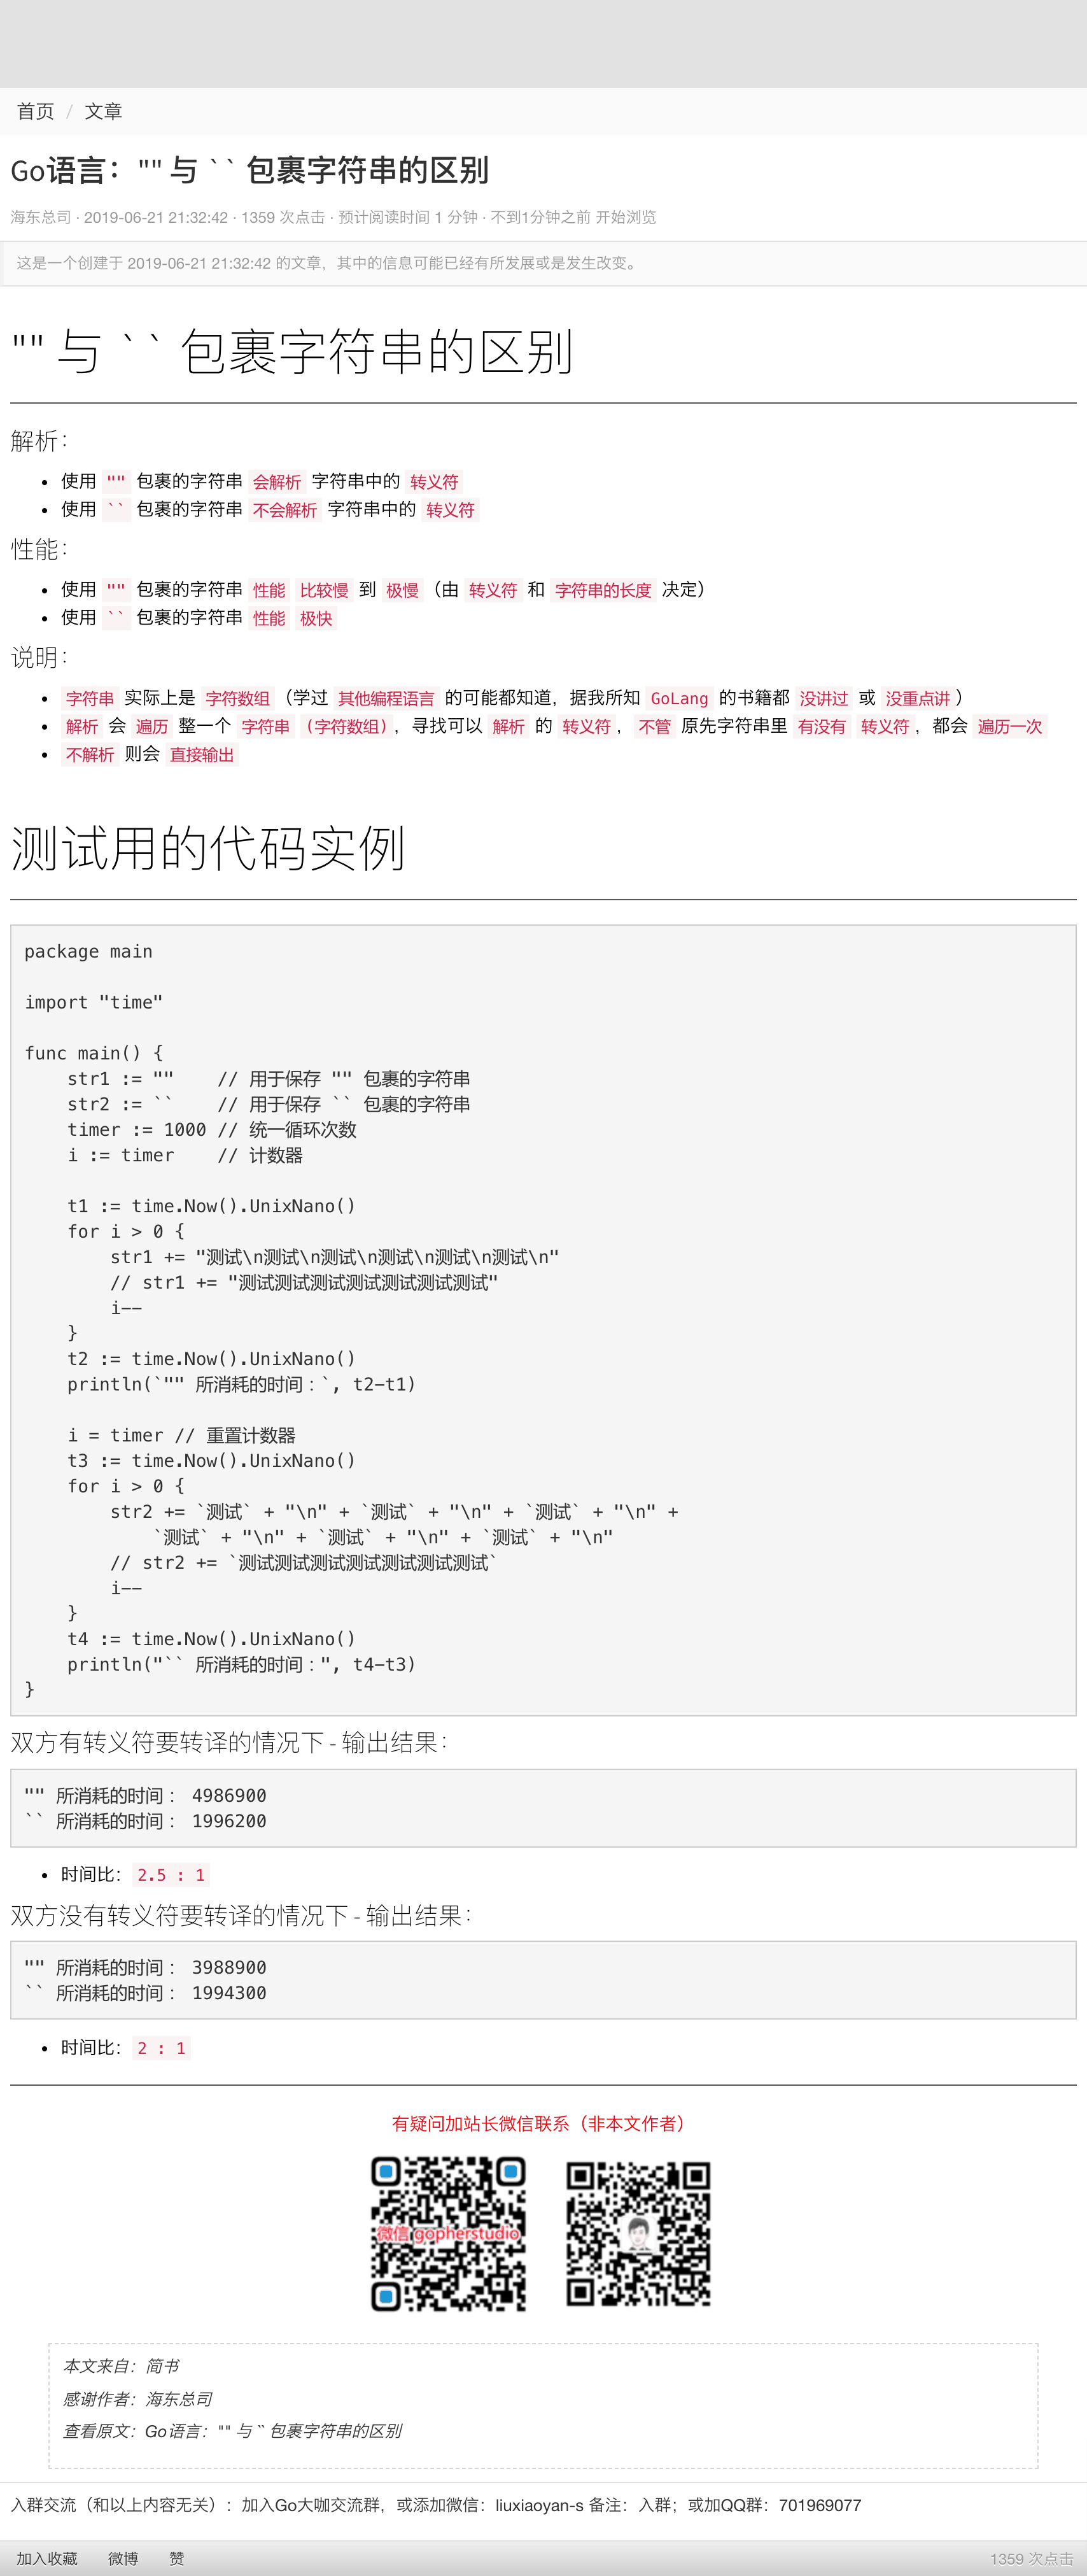 首页 / 文章
Go语言："" 与 `` 包裹字符串的区别
海东总司 · 2019-06-21 21:32:42 · 1359 次点击 · 预计阅读时间 1 分钟 · 不到1分钟之前 开始浏览
这是一个创建于 2019-06-21 21:32:42 的文章，其中的信息可能已经有所发展或是发生改变。
"" 与 `` 包裹字符串的区别
解析：
• 使用 "" 包裹的字符串 会解析 字符串中的 转义符
• 使用 `` 包裹的字符串 不会解析 字符串中的 转义符
性能：
• 使用 "" 包裹的字符串 性能 比较慢 到 极慢（由 转义符 和 字符串的长度 决定）
• 使用 `` 包裹的字符串 性能 极快
说明：
• 字符串 实际上是 字符数组（学过 其他编程语言 的可能都知道，据我所知 GoLang 的书籍都 没讲过 或 没重点讲）
• 解析 会 遍历 整一个 字符串 (字符数组)，寻找可以 解析 的 转义符，不管 原先字符串里 有没有 转义符，都会 遍历一次
• 不解析 则会 直接输出
测试用的代码实例
package main
import "time"
func main() {
    str1 := ""    // 用于保存 "" 包裹的字符串
    str2 := ``    // 用于保存 `` 包裹的字符串
    timer := 1000 // 统一循环次数
    i := timer    // 计数器
    t1 := time.Now().UnixNano()
    for i > 0 {
        str1 += "测试\n测试\n测试\n测试\n测试\n测试\n"
        // str1 += "测试测试测试测试测试测试测试"
        i--
    }
    t2 := time.Now().UnixNano()
    println(`"" 所消耗的时间：`, t2-t1)
    i = timer // 重置计数器
    t3 := time.Now().UnixNano()
    for i > 0 {
        str2 += `测试` + "\n" + `测试` + "\n" + `测试` + "\n" +
            `测试` + "\n" + `测试` + "\n" + `测试` + "\n"
        // str2 += `测试测试测试测试测试测试测试`
        i--
    }
    t4 := time.Now().UnixNano()
    println("`` 所消耗的时间：", t4-t3)
}
双方有转义符要转译的情况下 - 输出结果：
"" 所消耗的时间： 4986900
`` 所消耗的时间： 1996200
• 时间比： 2.5 : 1
双方没有转义符要转译的情况下 - 输出结果：
"" 所消耗的时间： 3988900
`` 所消耗的时间： 1994300
• 时间比： 2 : 1
有疑问加站长微信联系（非本文作者）
微信 gopherstudio
本文来自：简书
感谢作者：海东总司
查看原文：Go语言："" 与 `` 包裹字符串的区别
入群交流（和以上内容无关）：加入Go大咖交流群，或添加微信：liuxiaoyan-s 备注：入群；或加QQ群：701969077
加入收藏 微博 赞 1359 次点击